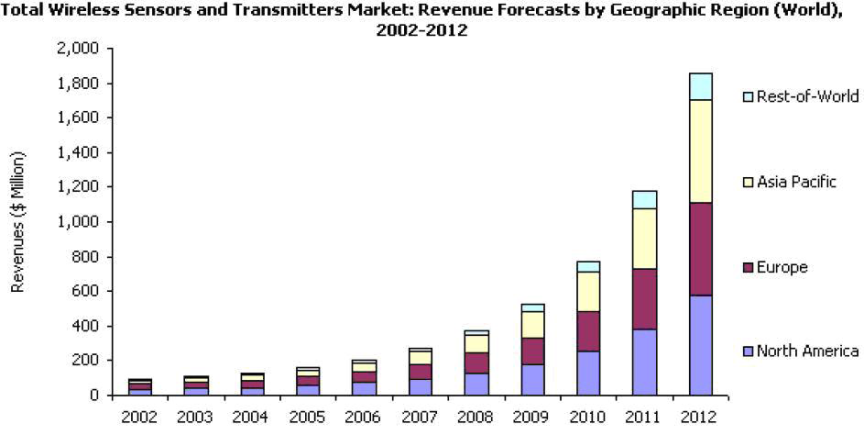 Total Wireless Sensors and Transmitters Market: Revenue Forecasts by Geographic Region (World),
2002-2012
2,000
1,800
1,600
1,400
1,200
1,000
800
600
400
200
0
Revenues ($ Million)
2002 2003 2004 2005 2006 2007 2008 2009 2010 2011 2012
Rest-of-World
Asia Pacific
Europe
North America